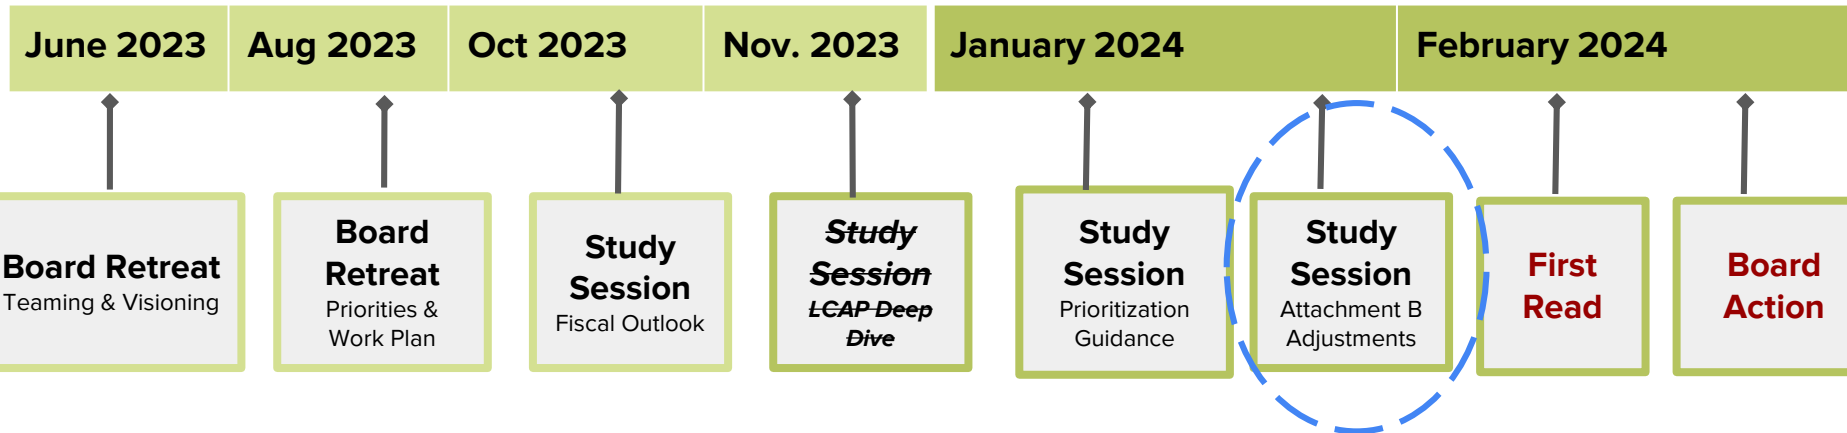 June 2023
Aug 2023
Oct 2023
Nov. 2023
January 2024
February 2024
Board Retreat
Teaming & Visioning
Board
Retreat
Priorities &
Work Plan
Study
Session
Fiscal Outlook
Study
Session
LCAP Deep
Dive
Study
Session
Prioritization
Guidance
Study
Session
Attachment B
Adjustments
First
Read
Board
Action